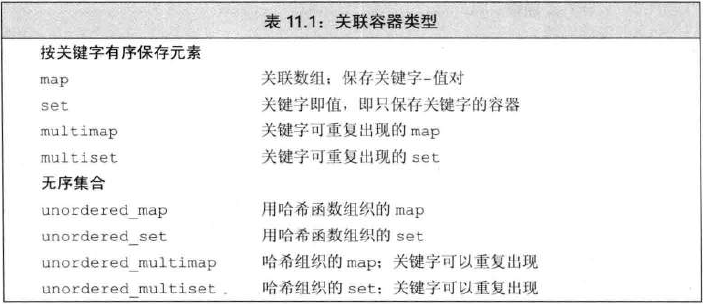 表 11.1：关联容器类型
按关键字有序保存元素
map 关联数组；保存关键字-值对
set 关键字即值，即只保存关键字的容器
multimap 关键字可重复出现的 map
multiset 关键字可重复出现的 set
无序集合
unordered_map 用哈希函数组织的 map
unordered_set 用哈希函数组织的 set
unordered_multimap 哈希组织的 map；关键字可以重复出现
unordered_multiset 哈希组织的 set；关键字可以重复出现